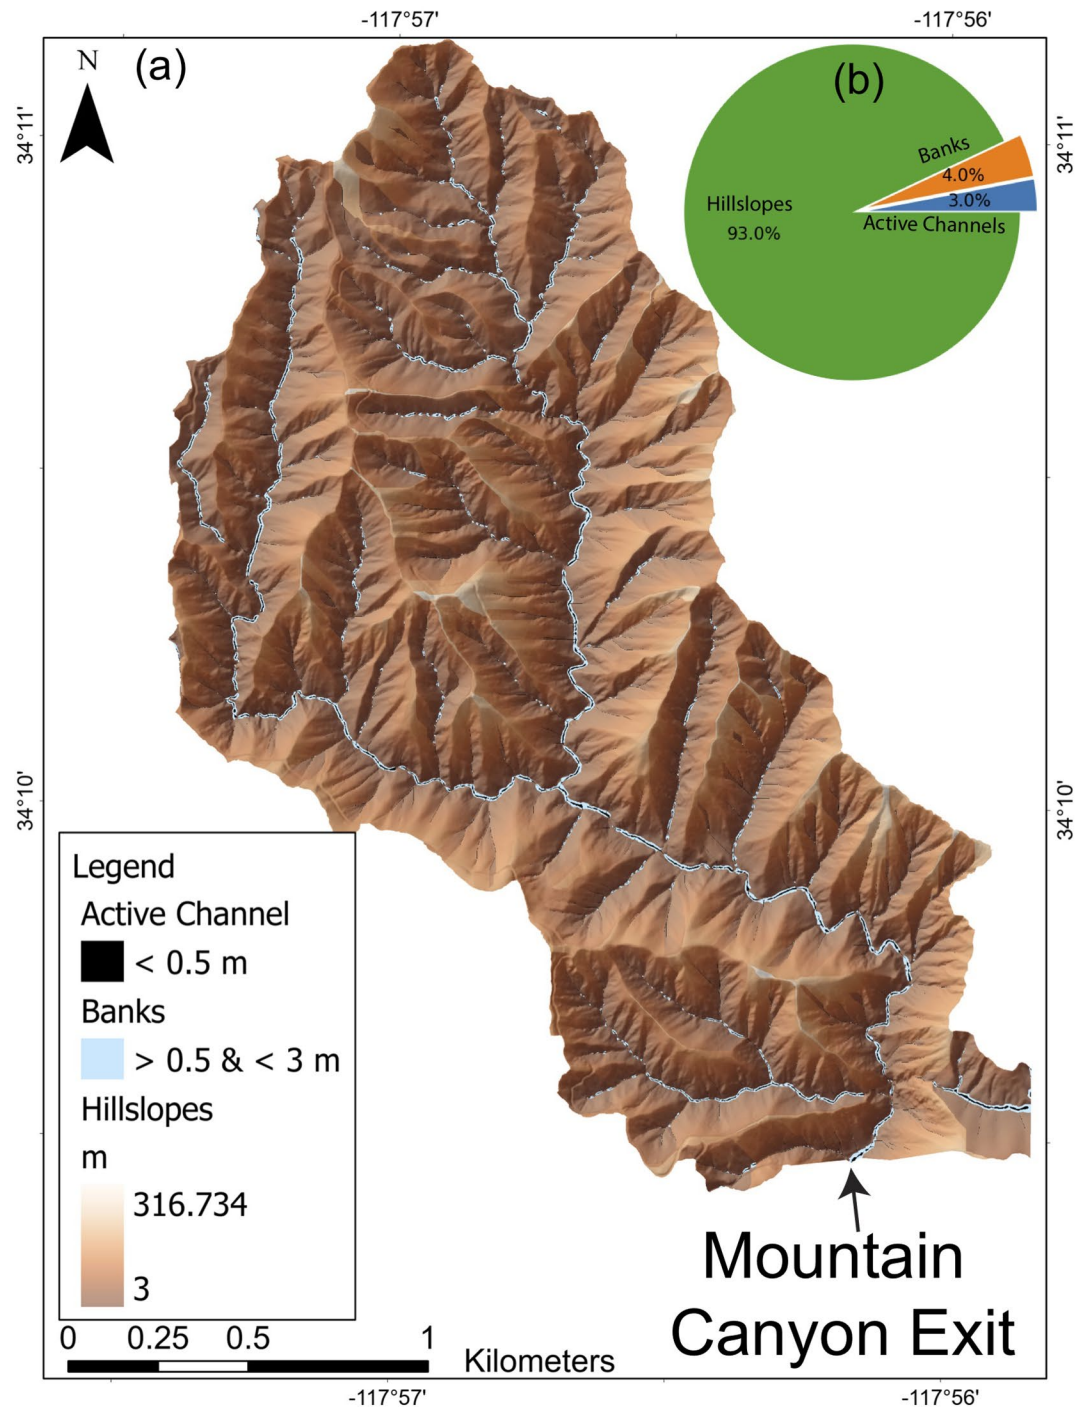 -117°57' -117°56'
N (a) (b)
34°11' 34°11'
Banks
4.0%
Hillslopes 3.0%
93.0% Active Channels
34°10' 34°10'
Legend
Active Channel
< 0.5 m
Banks
> 0.5 & < 3 m
Hillslopes
m
316.734
3
Mountain
Canyon Exit
0 0.25 0.5 1
Kilometers
-117°57' -117°56'